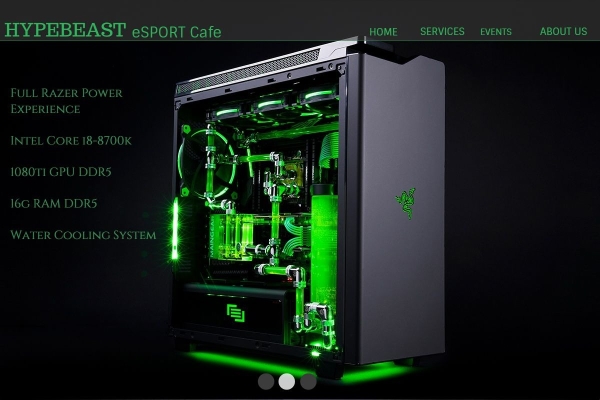 HYPEBEAST eSPORT Cafe
HOME SERVICES EVENTS ABOUT US
Full Razer Power
Experience
Intel Core i8-8700k
1080ti GPU DDR5
16g RAM DDR5
Water Cooling System
MAINGEAR